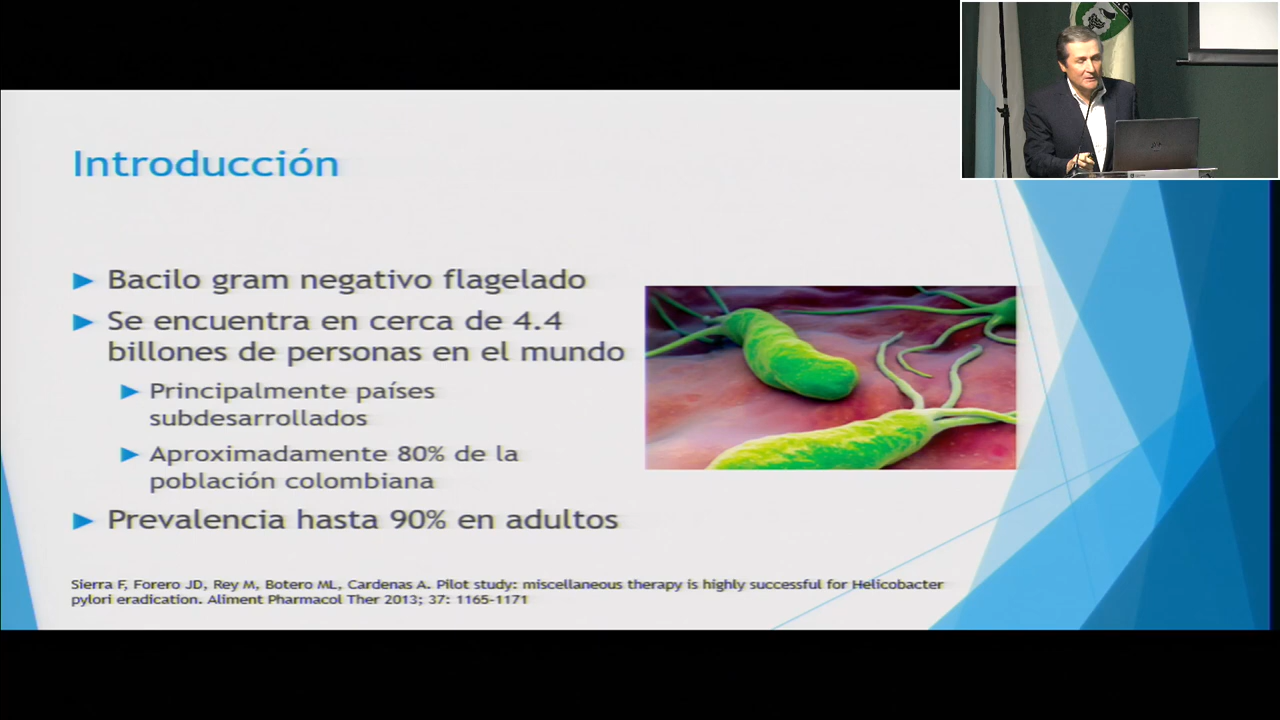 Introducción
Bacilo gram negativo flagelado
Se encuentra en cerca de 4.4
billones de personas en el mundo
Principalmente países
subdesarrollados
Aproximadamente 80% de la
población colombiana
Prevalencia hasta 90% en adultos
Sierra F, Forero JD, Rey M, Botero ML, Cardenas A. Pilot study: miscellaneous therapy is highly successful for Helicobacter
pylori eradication. Aliment Pharmacol Ther 2013; 37: 1165-1171